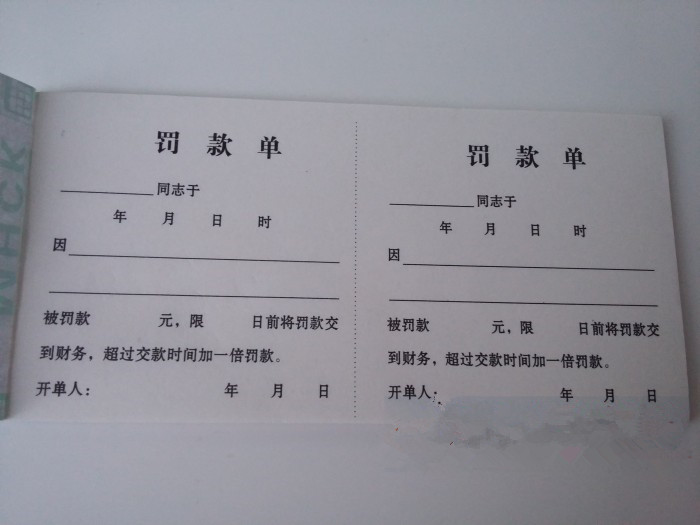 罚款单
同志于
年 月 日 时
因
被罚款 元，限 日前将罚款交
到财务，超过交款时间加一倍罚款。
开单人： 年 月 日
罚款单
同志于
年 月 日 时
因
被罚款 元，限 日前将罚款交
到财务，超过交款时间加一倍罚款。
开单人： 年 月 日